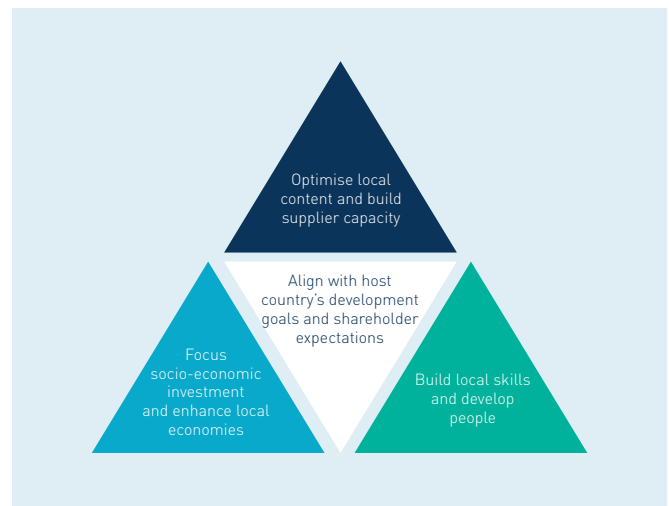 Optimise local
content and build
supplier capacity
Align with host
country’s development
goals and shareholder
expectations
Focus
socio-economic
investment
and enhance local
economies
Build local skills
and develop
people